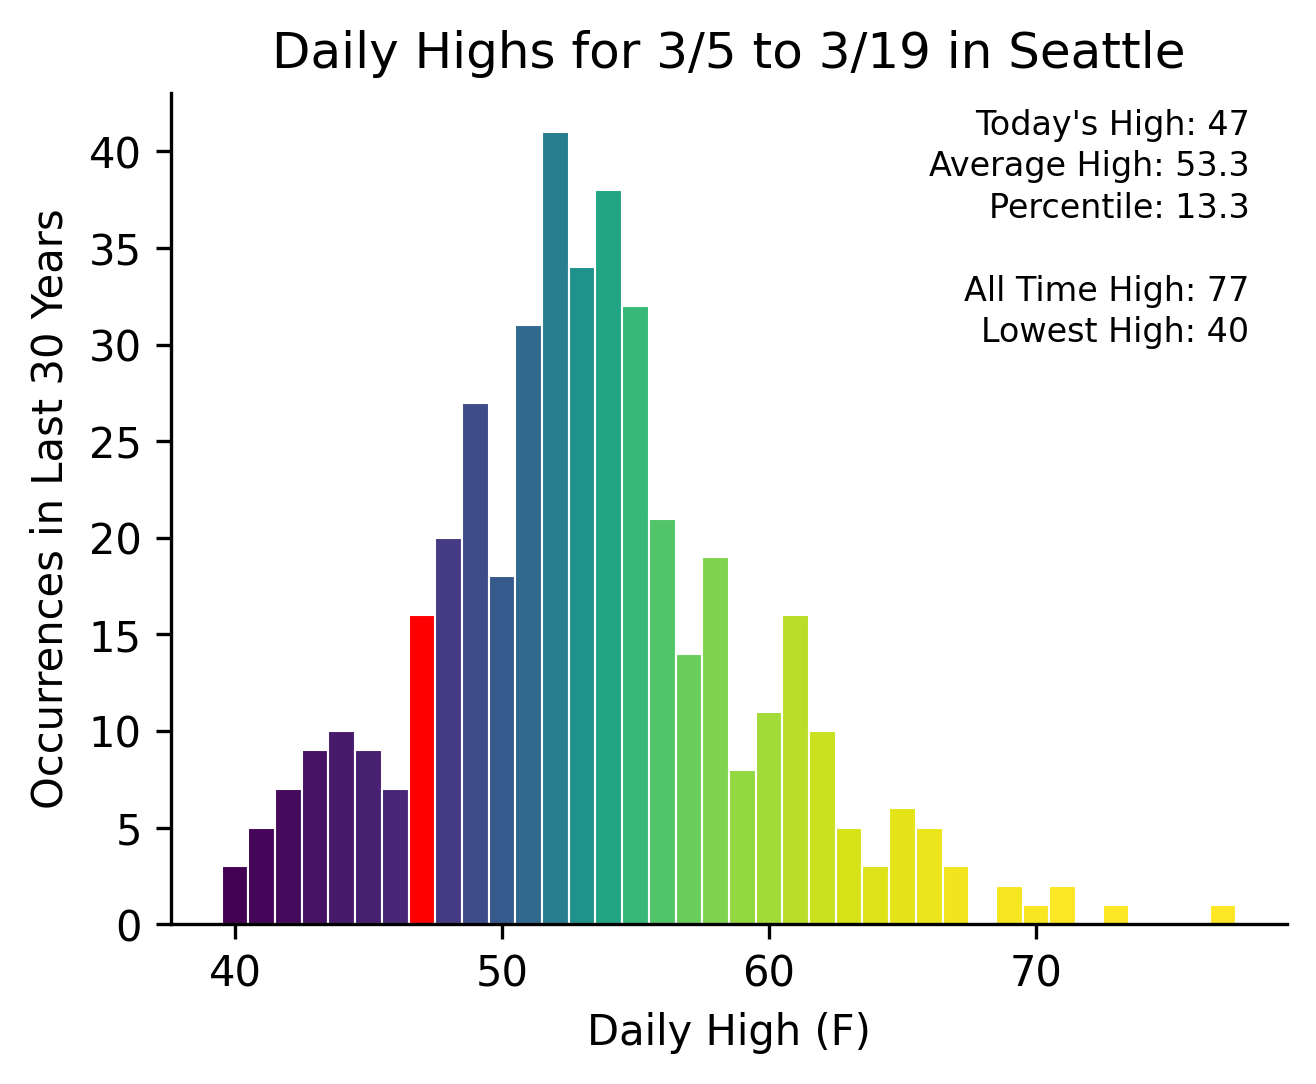 Daily Highs for 3/5 to 3/19 in Seattle
Today's High: 47
Average High: 53.3
Percentile: 13.3
All Time High: 77
Lowest High: 40
Occurrences in Last 30 Years
40
35
30
25
20
15
10
5
0
40 50 60 70
Daily High (F)